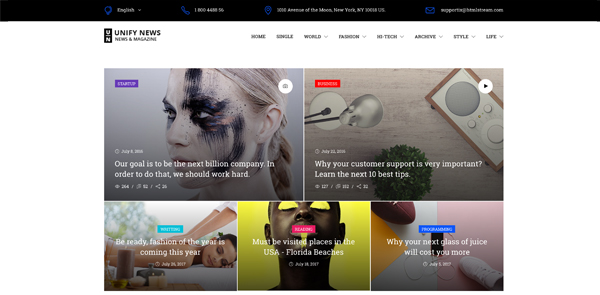 English
1 800 4488 56
1010 Avenue of the Moon, New York, NY 10018 US.
supportin@htmlstream.com
UN
UNIFY NEWS
NEWS & MAGAZINE
HOME SINGLE WORLD FASHION HI-TECH ARCHIVE STYLE LIFE
STARTUP
July 9, 2016
Our goal is to be the next billion company. In
order to do that, we should work hard.
264 / 52 / 26
BUSINESS
July 22, 2016
Why your customer support is very important?
Learn the next 10 best tips.
127 / 102 / 32
WRITING
Be ready, fashion of the year is
coming this year
July 26, 2017
READING
Must be visited places in the
USA - Florida Beaches
July 18, 2017
PROGRAMMING
Why your next glass of juice
will cost you more
July 5, 2017